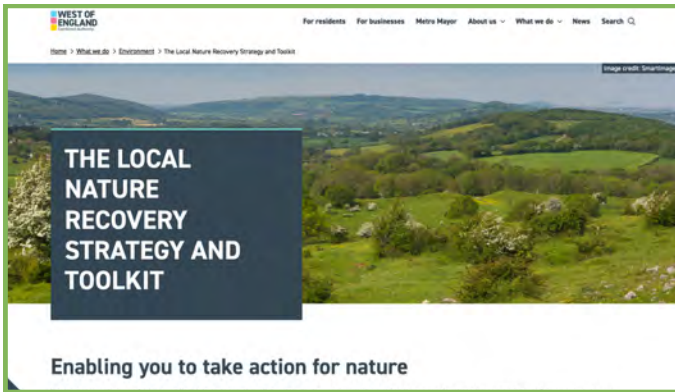 WEST OF
ENGLAND
Combined Authority
For residents For businesses Metro Mayor About us What we do News Search
Home > What we do > Environment > The Local Nature Recovery Strategy and Toolkit
Image credit: SmartImage
THE LOCAL
NATURE
RECOVERY
STRATEGY AND
TOOLKIT
Enabling you to take action for nature